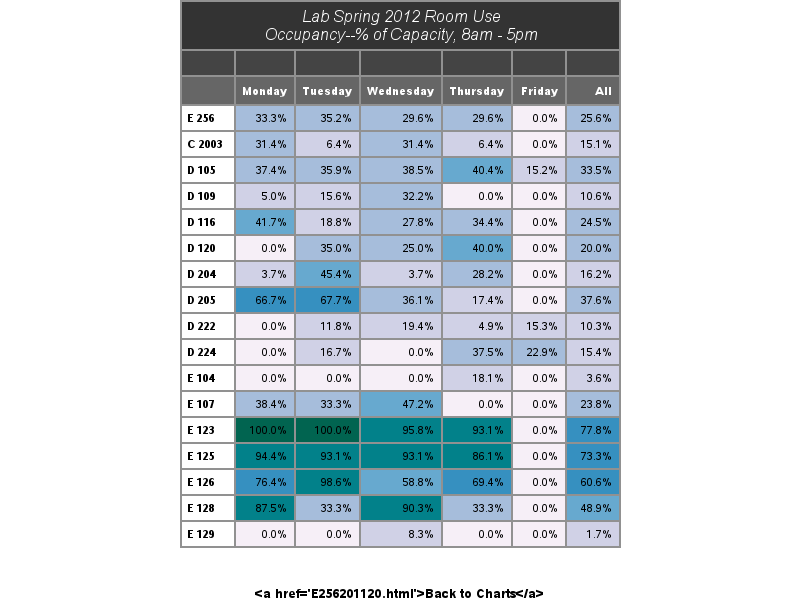 Lab Spring 2012 Room Use
Occupancy--% of Capacity, 8am - 5pm
Monday Tuesday Wednesday Thursday Friday All
E 256 33.3% 35.2% 29.6% 29.6% 0.0% 25.6%
C 2003 31.4% 6.4% 31.4% 6.4% 0.0% 15.1%
D 105 37.4% 35.9% 38.5% 40.4% 15.2% 33.5%
D 109 5.0% 15.6% 32.2% 0.0% 0.0% 10.6%
D 116 41.7% 18.8% 27.8% 34.4% 0.0% 24.5%
D 120 0.0% 35.0% 25.0% 40.0% 0.0% 20.0%
D 204 3.7% 45.4% 3.7% 28.2% 0.0% 16.2%
D 205 66.7% 67.7% 36.1% 17.4% 0.0% 37.6%
D 222 0.0% 11.8% 19.4% 4.9% 15.3% 10.3%
D 224 0.0% 16.7% 0.0% 37.5% 22.9% 15.4%
E 104 0.0% 0.0% 0.0% 18.1% 0.0% 3.6%
E 107 38.4% 33.3% 47.2% 0.0% 0.0% 23.8%
E 123 100.0% 100.0% 95.8% 93.1% 0.0% 77.8%
E 125 94.4% 93.1% 93.1% 86.1% 0.0% 73.3%
E 126 76.4% 98.6% 58.8% 69.4% 0.0% 60.6%
E 128 87.5% 33.3% 90.3% 33.3% 0.0% 48.9%
E 129 0.0% 0.0% 8.3% 0.0% 0.0% 1.7%
<a href='E256201120.html'>Back to Charts</a>